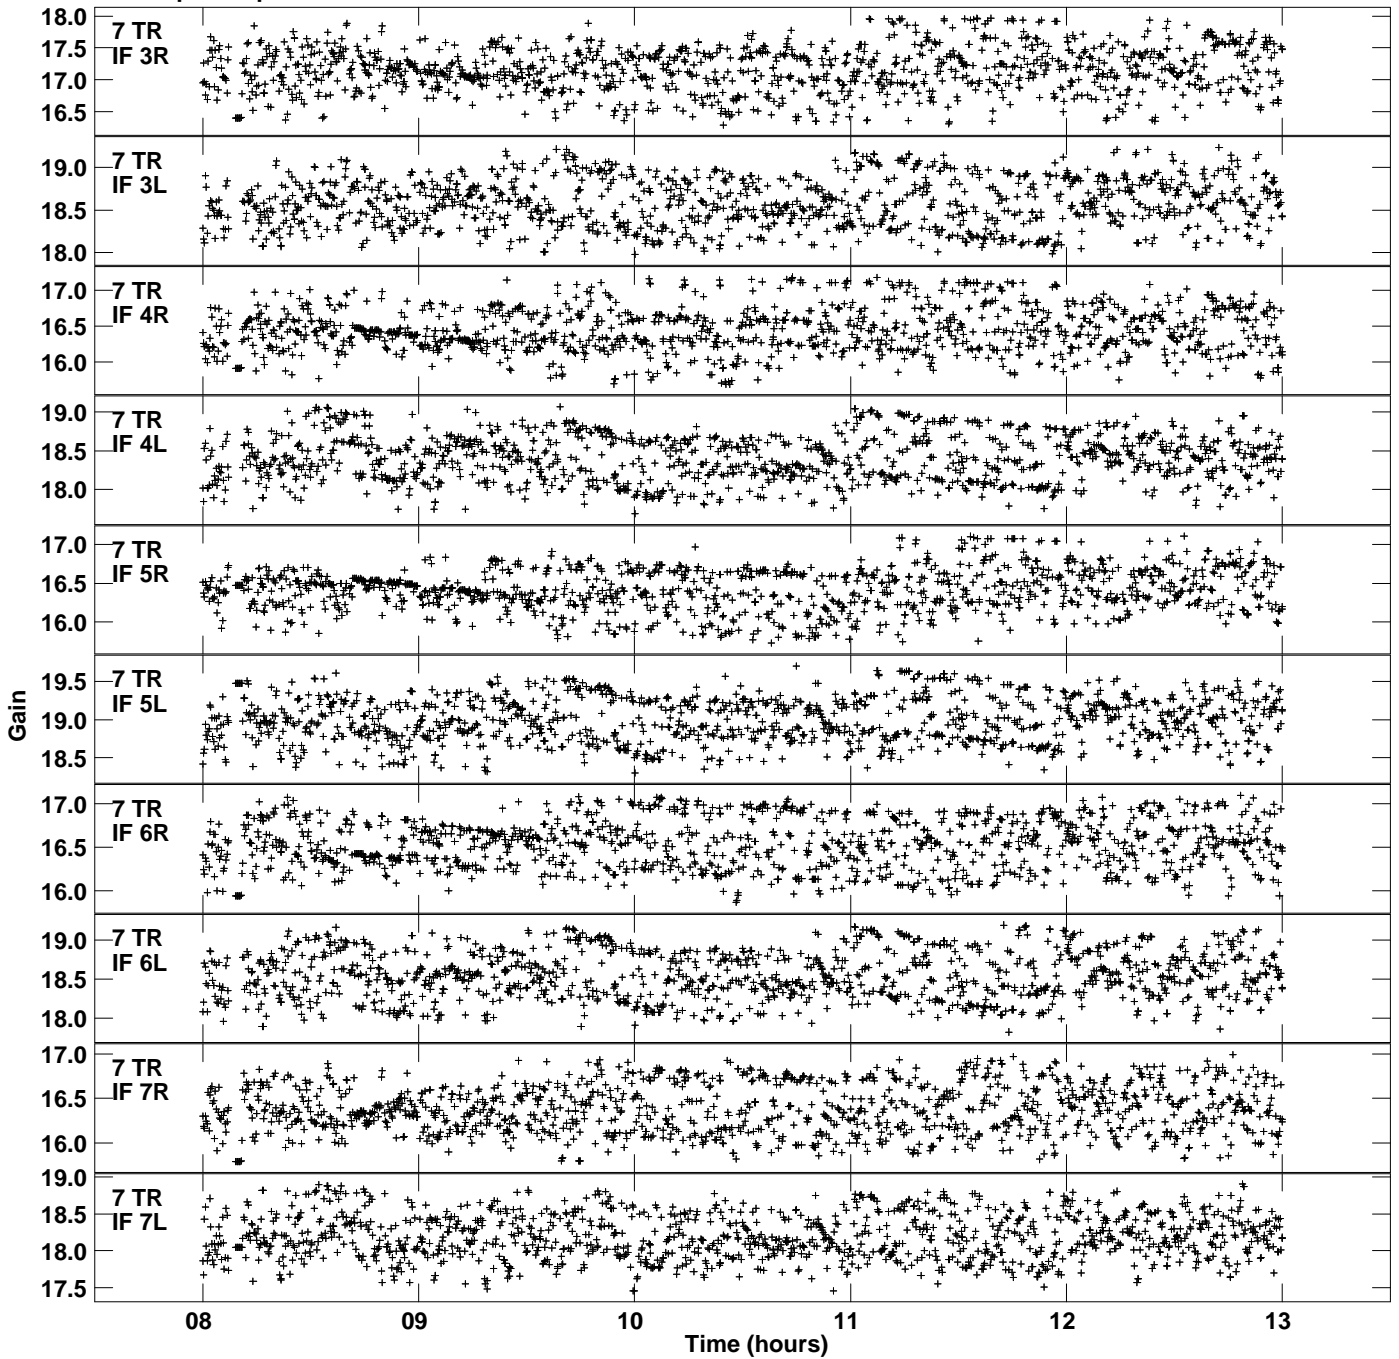 18.0
17.5
17.0
16.5
7 TR
IF 3R
19.0
18.5
18.0
7 TR
IF 3L
17.0
16.5
16.0
7 TR
IF 4R
19.0
18.5
18.0
7 TR
IF 4L
17.0
16.5
16.0
7 TR
IF 5R
19.5
19.0
18.5
7 TR
IF 5L
17.0
16.5
16.0
7 TR
IF 6R
19.0
18.5
18.0
7 TR
IF 6L
17.0
16.5
16.0
7 TR
IF 7R
19.0
18.5
18.0
17.5
7 TR
IF 7L
Gain
08 09 10 11 12 13
Time (hours)